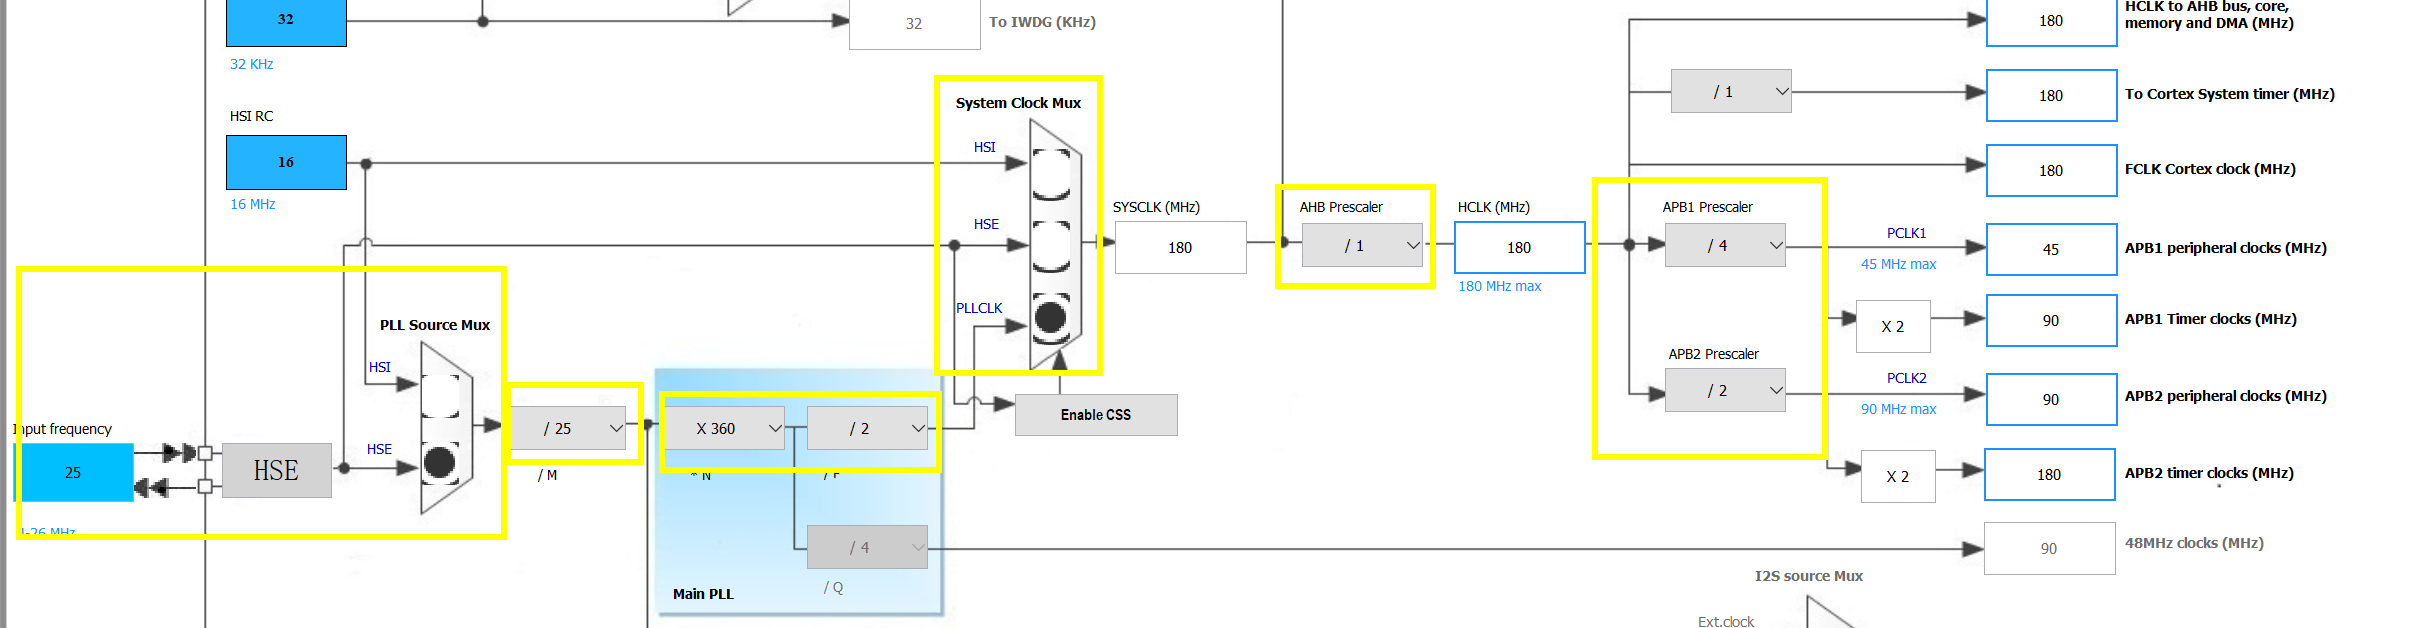 32
32 KHz
32
To IWDG (KHz)
HSI RC
16
16 MHz
Input frequency
25
4-26 MHz
HSE
PLL Source Mux
HSI
HSE
/ 25
/ M
X 360
* N
/ 2
/ P
/ 4
/ Q
Main PLL
System Clock Mux
HSI
HSE
PLLCLK
Enable CSS
SYSCLK (MHz)
180
AHB Prescaler
/ 1
HCLK (MHz)
180
180 MHz max
APB1 Prescaler
/ 4
APB2 Prescaler
/ 2
180
HCLK to AHB bus, core,
memory and DMA (MHz)
/ 1
180
To Cortex System timer (MHz)
180
FCLK Cortex clock (MHz)
PCLK1
45 MHz max
45
APB1 peripheral clocks (MHz)
X 2
90
APB1 Timer clocks (MHz)
PCLK2
90 MHz max
90
APB2 peripheral clocks (MHz)
X 2
180
APB2 timer clocks (MHz)
90
48MHz clocks (MHz)
I2S source Mux
Ext.clock